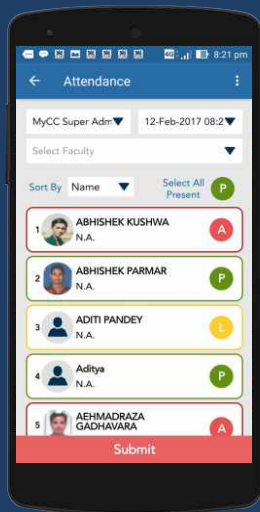 4G 8:21 pm
Attendance
MyCC Super Adm 12-Feb-2017 08:2
Select Faculty
Sort By Name Select All Present P
1 ABHISHEK KUSHWA
N.A.
A
2 ABHISHEK PARMAR
N.A.
P
3 ADITI PANDEY
N.A.
L
4 Aditya
N.A.
P
5 AEHMADRAZA
GADHAVARA
A
Submit